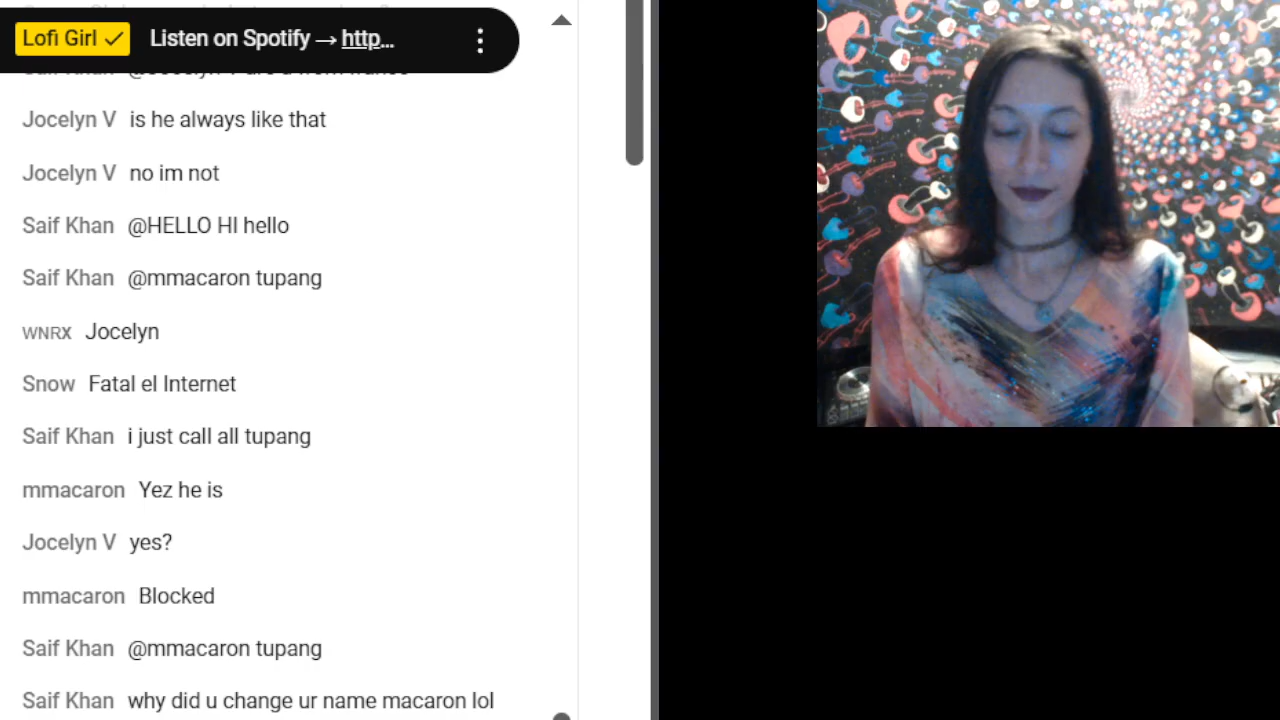 Lofi Girl Listen on Spotify → http...
Jocelyn V is he always like that
Jocelyn V no im not
Saif Khan @HELLO HI hello
Saif Khan @mmacaron tupang
WNRX Jocelyn
Snow Fatal el Internet
Saif Khan i just call all tupang
mmacaron Yez he is
Jocelyn V yes?
mmacaron Blocked
Saif Khan @mmacaron tupang
Saif Khan why did u change ur name macaron lol